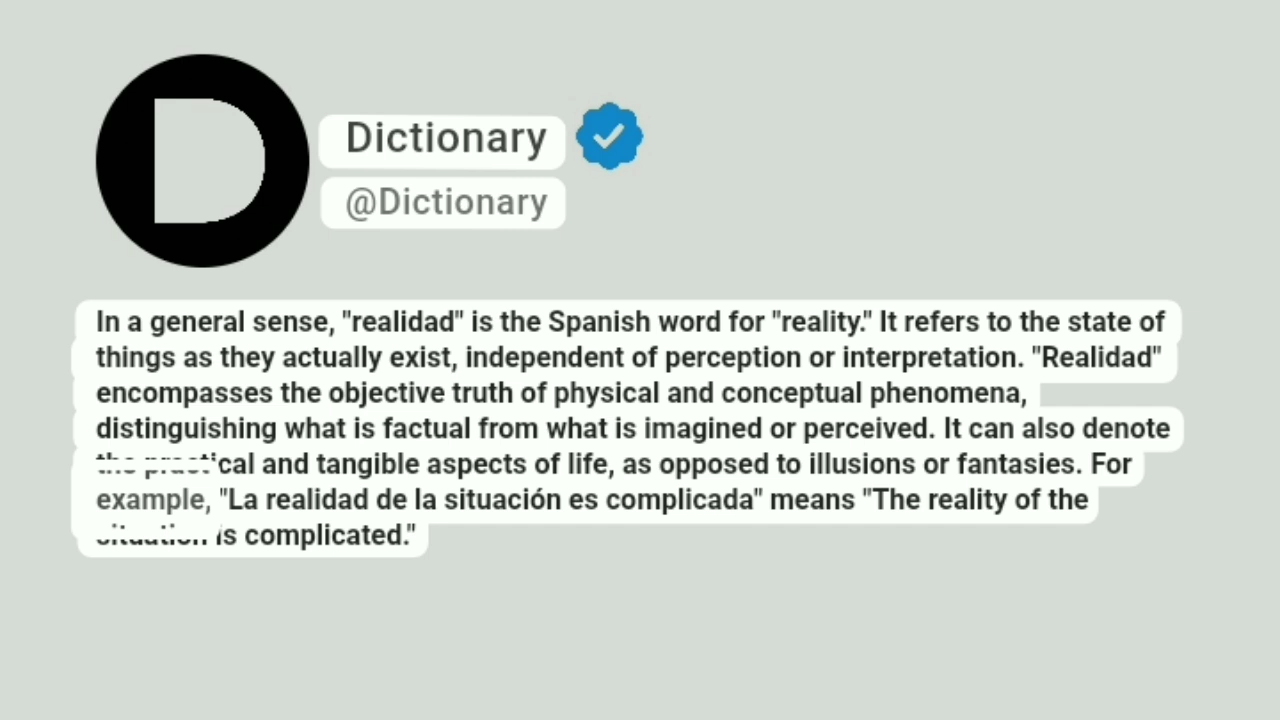 D
Dictionary
@Dictionary
In a general sense, "realidad" is the Spanish word for "reality." It refers to the state of
things as they actually exist, independent of perception or interpretation. "Realidad"
encompasses the objective truth of physical and conceptual phenomena,
distinguishing what is factual from what is imagined or perceived. It can also denote
the practical and tangible aspects of life, as opposed to illusions or fantasies. For
example, "La realidad de la situación es complicada" means "The reality of the
situation is complicated."